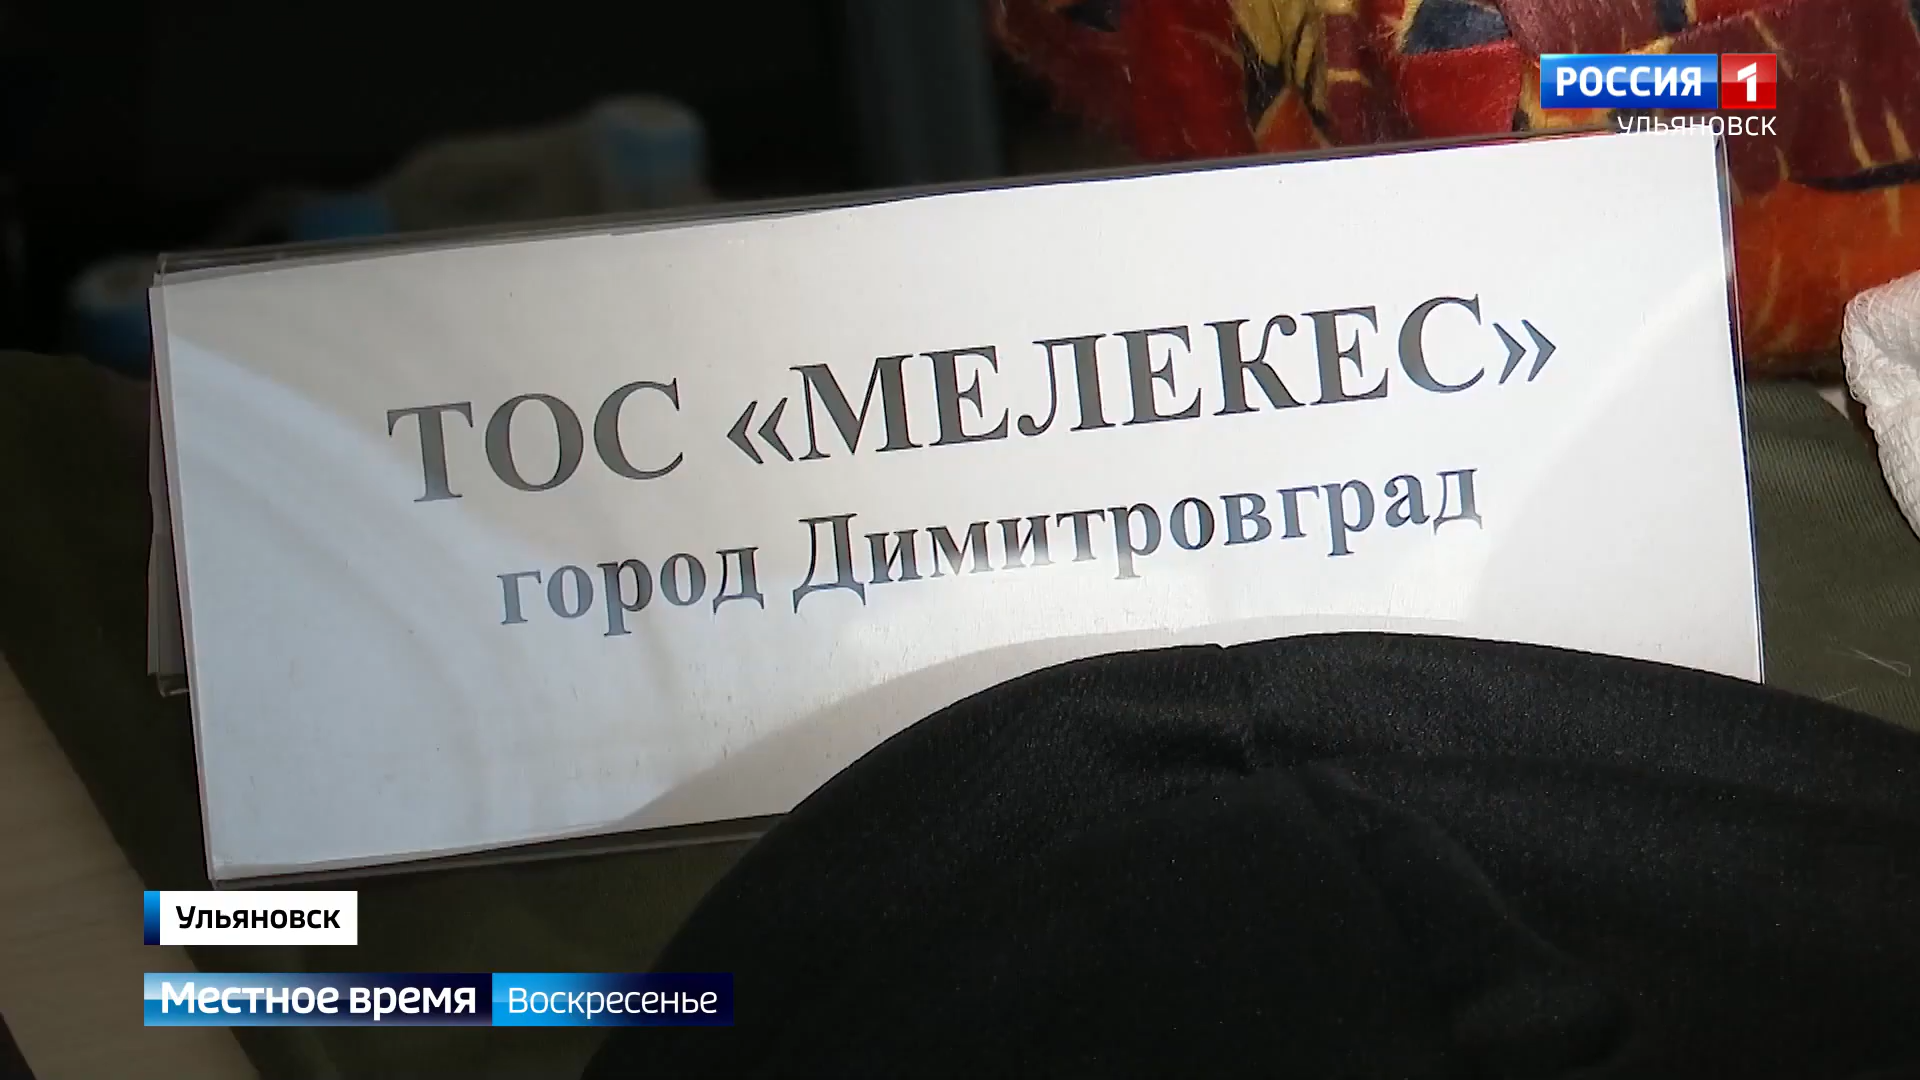 РОССИЯ 1
УЛЬЯНОВСК
ТОС «МЕЛЕКЕС»
город Димитровград
Ульяновск
Местное время Воскресенье